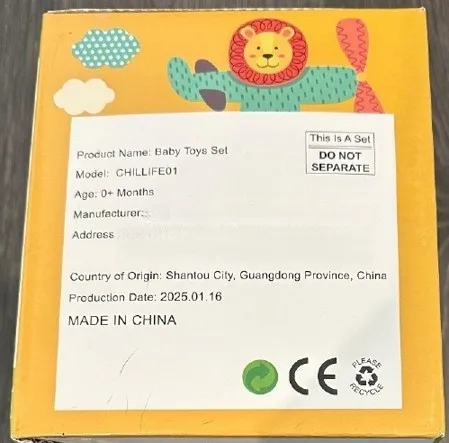 This Is A Set
DO NOT
SEPARATE
Product Name: Baby Toys Set
Model: CHILLIFE01
Age: 0+ Months
Manufacturer:
Address
Country of Origin: Shantou City, Guangdong Province, China
Production Date: 2025.01.16
MADE IN CHINA
CE
PLEASE
RECYCLE